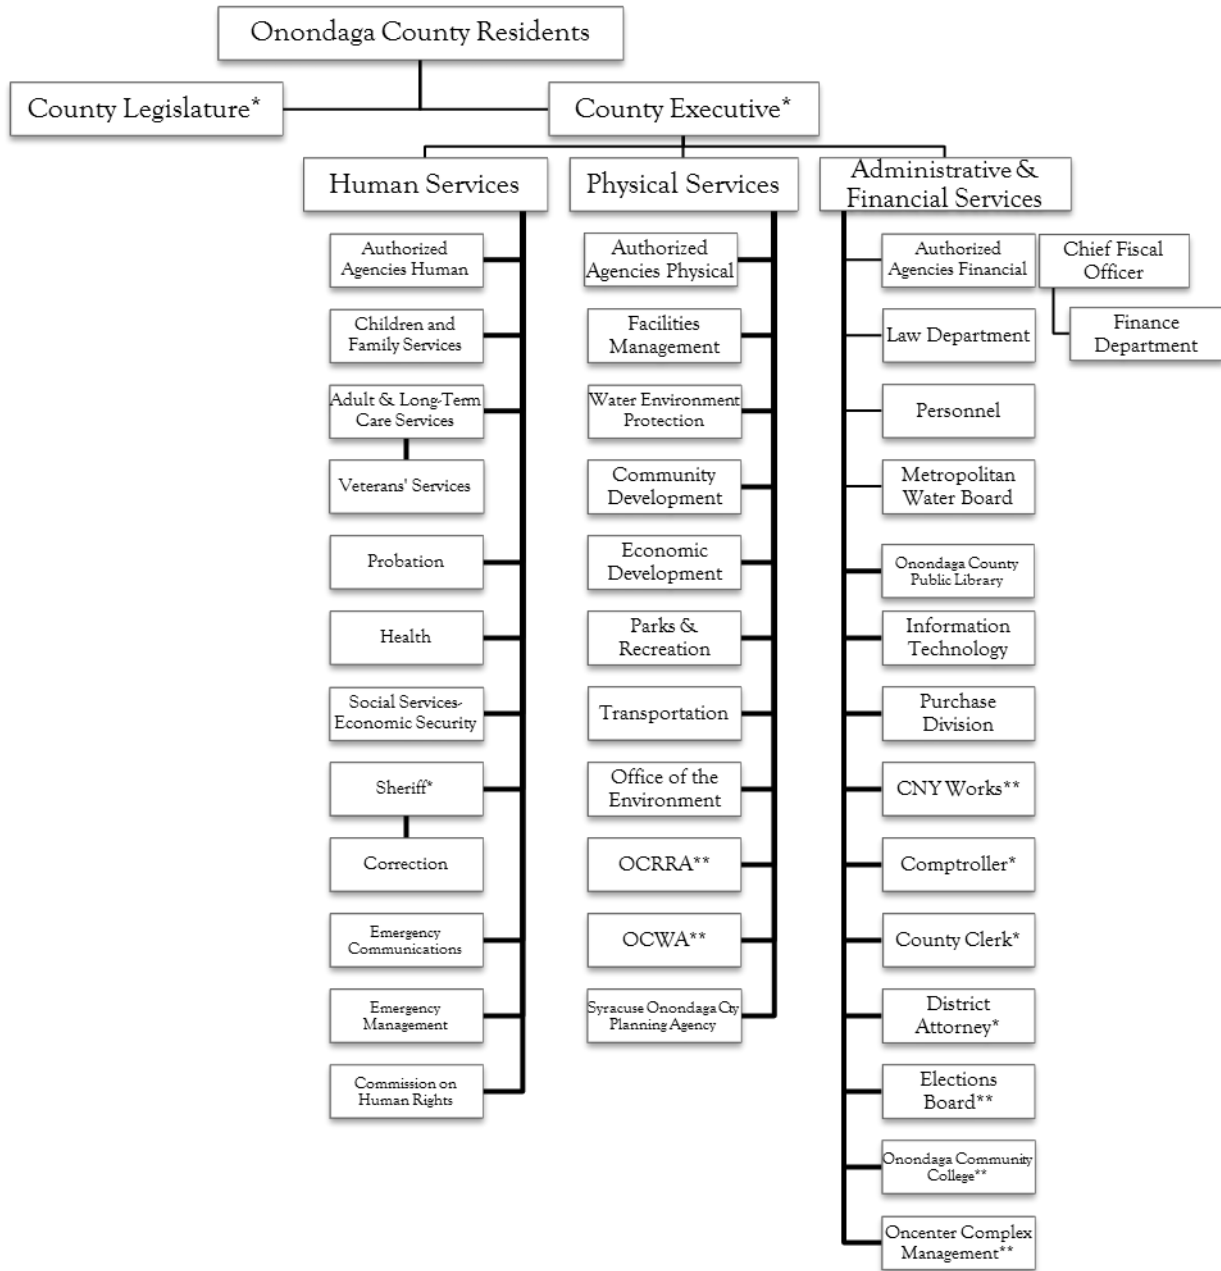 Onondaga County Residents
County Legislature*
County Executive*
Human Services
Physical Services
Administrative &
Financial Services
Authorized
Agencies Human
Children and
Family Services
Adult & Long-Term
Care Services
Veterans' Services
Probation
Health
Social Services-
Economic Security
Sheriff*
Correction
Emergency
Communications
Emergency
Management
Commission on
Human Rights
Authorized
Agencies Physical
Facilities
Management
Water Environment
Protection
Community
Development
Economic
Development
Parks &
Recreation
Transportation
Office of the
Environment
OCRRA**
OCWA**
Syracuse Onondaga Cty
Planning Agency
Authorized
Agencies Financial
Chief Fiscal
Officer
Finance
Department
Law Department
Personnel
Metropolitan
Water Board
Onondaga County
Public Library
Information
Technology
Purchase
Division
CNY Works**
Comptroller*
County Clerk*
District
Attorney*
Elections
Board**
Onondaga Community
College**
Oncenter Complex
Management**